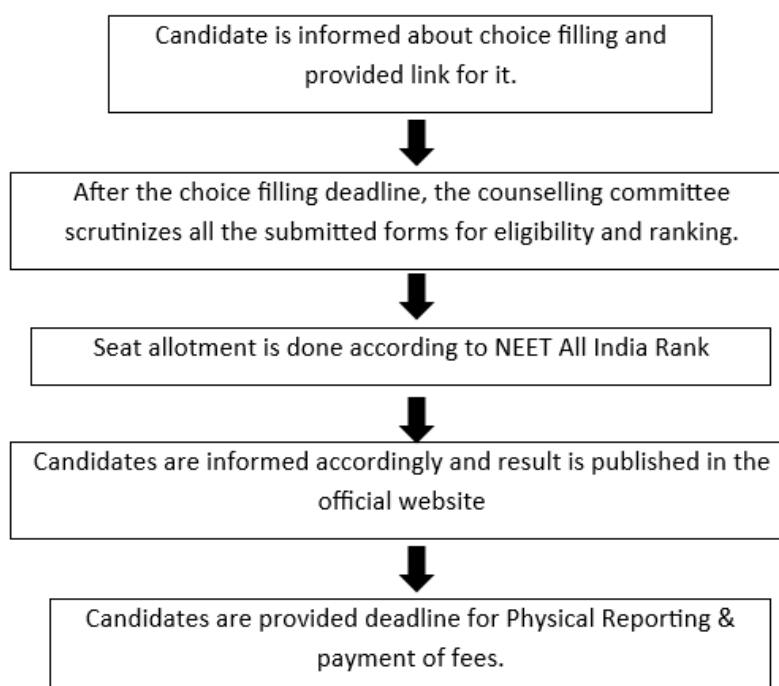 Candidate is informed about choice filling and
provided link for it.
After the choice filling deadline, the counselling committee
scrutinizes all the submitted forms for eligibility and ranking.
Seat allotment is done according to NEET All India Rank
Candidates are informed accordingly and result is published in the
official website
Candidates are provided deadline for Physical Reporting &
payment of fees.